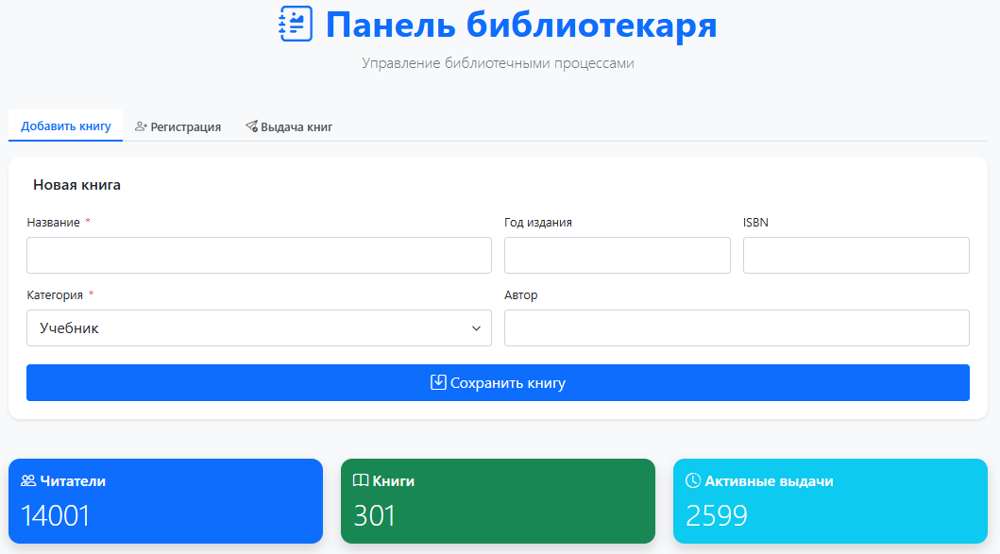 Панель библиотекаря
Управление библиотечными процессами
Добавить книгу Регистрация Выдача книг
Новая книга
Название * Год издания ISBN
Категория * Автор
Учебник
Сохранить книгу
Читатели Книги Активные выдачи
14001 301 2599